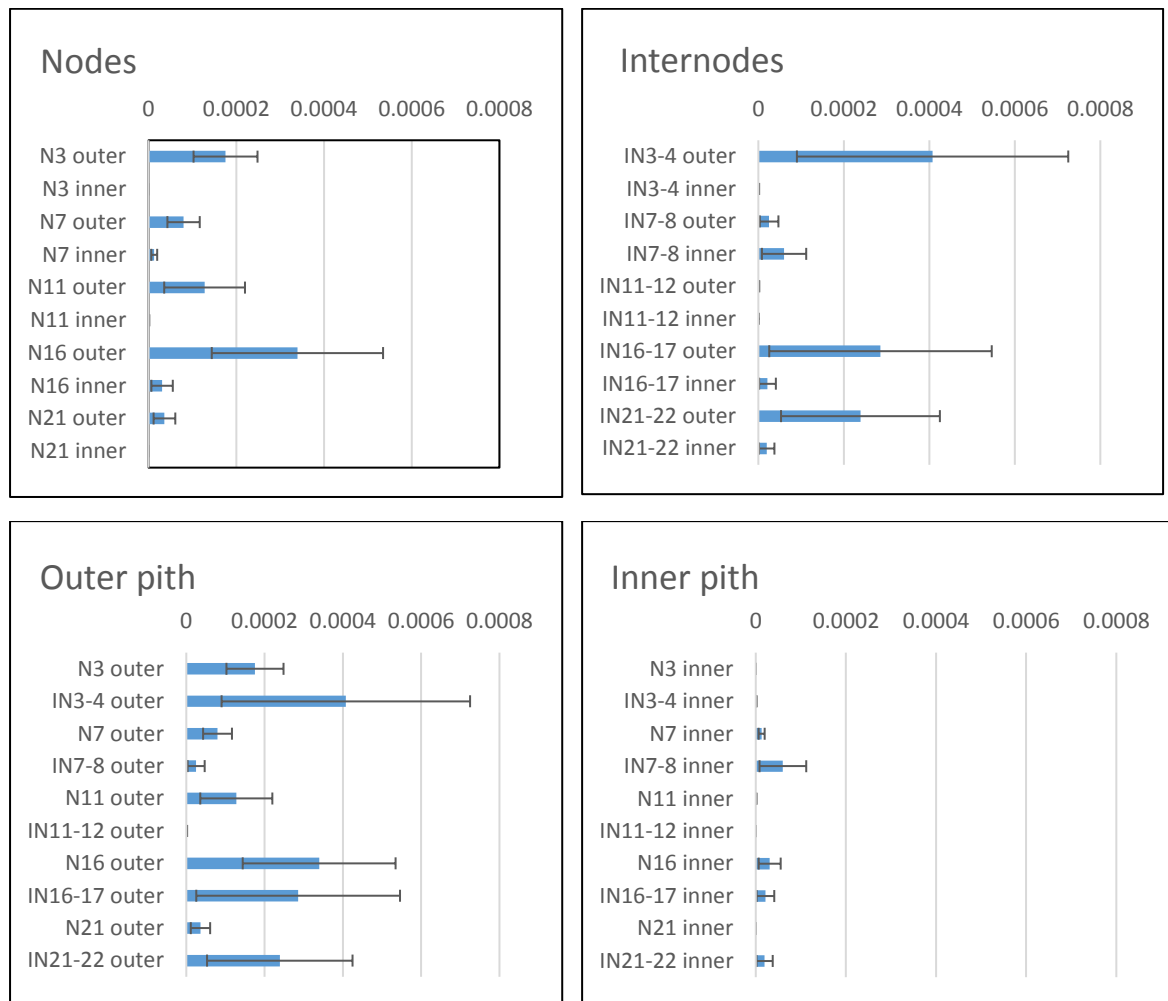 Nodes
0 0.0002 0.0004 0.0006 0.0008
N3 outer
N3 inner
N7 outer
N7 inner
N11 outer
N11 inner
N16 outer
N16 inner
N21 outer
N21 inner
Internodes
0 0.0002 0.0004 0.0006 0.0008
IN3-4 outer
IN3-4 inner
IN7-8 outer
IN7-8 inner
IN11-12 outer
IN11-12 inner
IN16-17 outer
IN16-17 inner
IN21-22 outer
IN21-22 inner
Outer pith
0 0.0002 0.0004 0.0006 0.0008
N3 outer
IN3-4 outer
N7 outer
IN7-8 outer
N11 outer
IN11-12 outer
N16 outer
IN16-17 outer
N21 outer
IN21-22 outer
Inner pith
0 0.0002 0.0004 0.0006 0.0008
N3 inner
IN3-4 inner
N7 inner
IN7-8 inner
N11 inner
IN11-12 inner
N16 inner
IN16-17 inner
N21 inner
IN21-22 inner